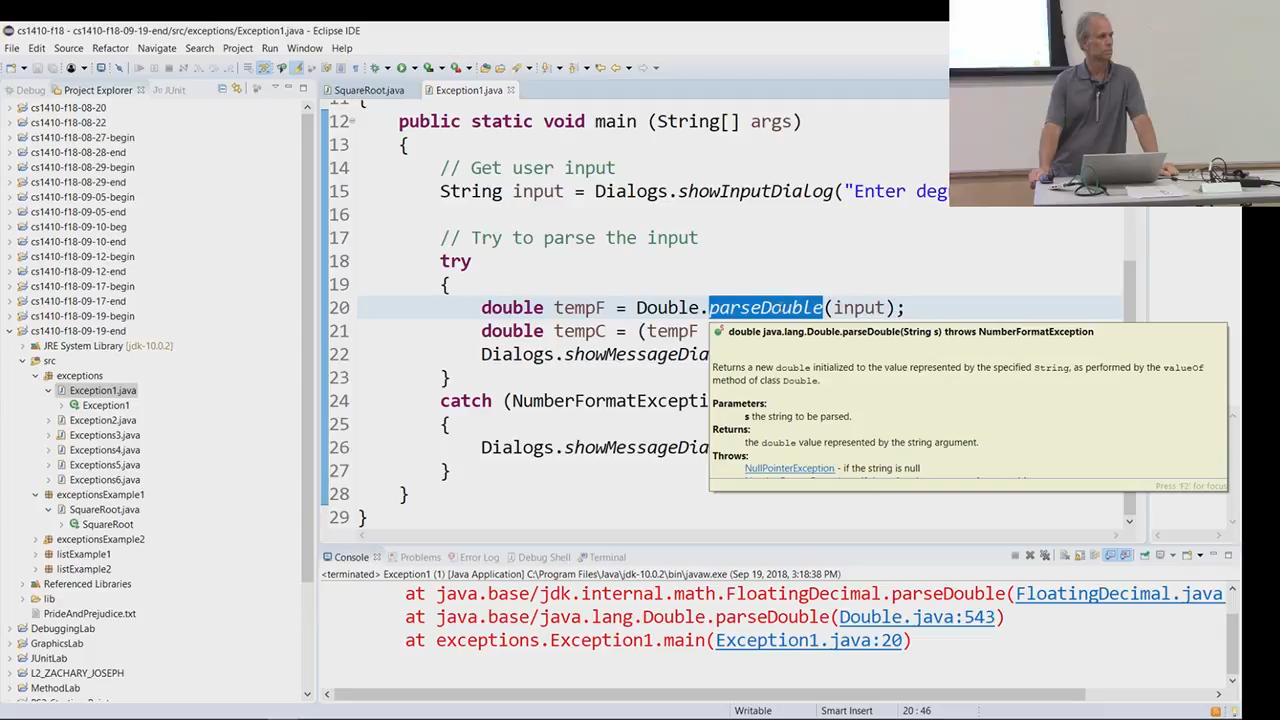 cs1410-f18 - cs1410-f18-09-19-end/src/exceptions/Exception1.java - Eclipse IDE
File Edit Source Refactor Navigate Search Project Run Window Help
Debug Project Explorer JUnit
cs1410-f18-08-20
cs1410-f18-08-22
cs1410-f18-08-27-begin
cs1410-f18-08-28-end
cs1410-f18-08-29-begin
cs1410-f18-08-29-end
cs1410-f18-09-05-begin
cs1410-f18-09-05-end
cs1410-f18-09-10-beg
cs1410-f18-09-10-end
cs1410-f18-09-12-begin
cs1410-f18-09-12-end
cs1410-f18-09-17-end
cs1410-f18-09-19-begin
cs1410-f18-09-19-end
JRE System Library [jdk-10.0.2]
src
exceptions
Exception1.java
Exception1
Exception2.java
Exceptions3.java
Exceptions4.java
Exceptions5.java
Exceptions6.java
exceptionsExample1
SquareRoot.java
SquareRoot
exceptionsExample2
listExample1
listExample2
Referenced Libraries
lib
PrideAndPrejudice.txt
DebuggingLab
GraphicsLab
JUnitLab
L2_ZACHARY_JOSEPH
MethodLab
SquareRoot.java Exception1.java
11 {
12 public static void main (String[] args)
13 {
14 // Get user input
15 String input = Dialogs.showInputDialog("Enter deg
16
17 // Try to parse the input
18 try
19 {
20 double tempF = Double.parseDouble(input);
21 double tempC = (tempF
22 Dialogs.showMessageDia
23 }
24 catch (NumberFormatExcepti
25 {
26 Dialogs.showMessageDia
27 }
28 }
29 }
double java.lang.Double.parseDouble(String s) throws NumberFormatException
Returns a new double initialized to the value represented by the specified String, as performed by the valueOf
method of class Double.
Parameters:
s the string to be parsed.
Returns:
the double value represented by the string argument.
Throws:
NullPointerException - if the string is null
Press 'F2' for focus
Console Problems Error Log Debug Shell Terminal
<terminated> Exception1 (1) [Java Application] C:\Program Files\Java\jdk-10.0.2\bin\javaw.exe (Sep 19, 2018, 3:18:38 PM)
at java.base/jdk.internal.math.FloatingDecimal.parseDouble(FloatingDecimal.java
at java.base/java.lang.Double.parseDouble(Double.java:543)
at exceptions.Exception1.main(Exception1.java:20)
Writable Smart Insert 20 : 46